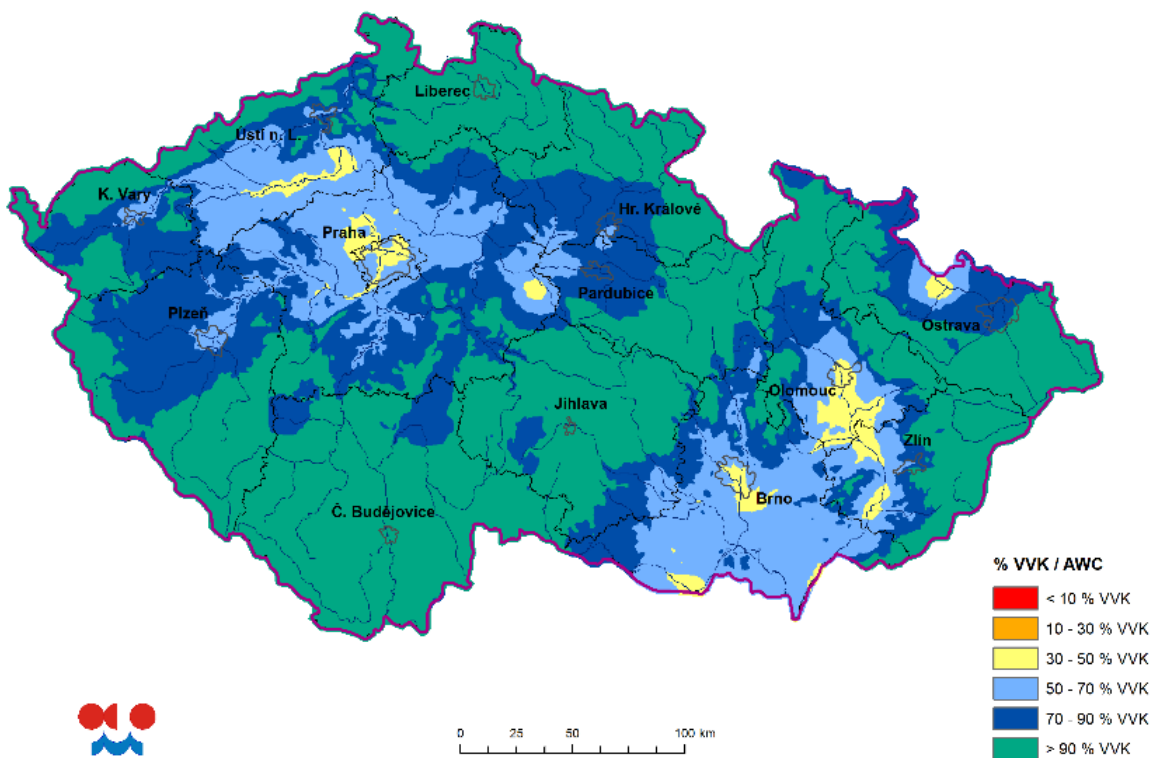 Liberec
Ústí n. L.
K. Vary
Hr. Králové
Praha
Pardubice
Plzeň
Ostrava
Olomouc
Jihlava
Zlín
Brno
Č. Budějovice
% VVK / AWC
< 10 % VVK
10 - 30 % VVK
30 - 50 % VVK
50 - 70 % VVK
70 - 90 % VVK
> 90 % VVK
0 25 50 100 km